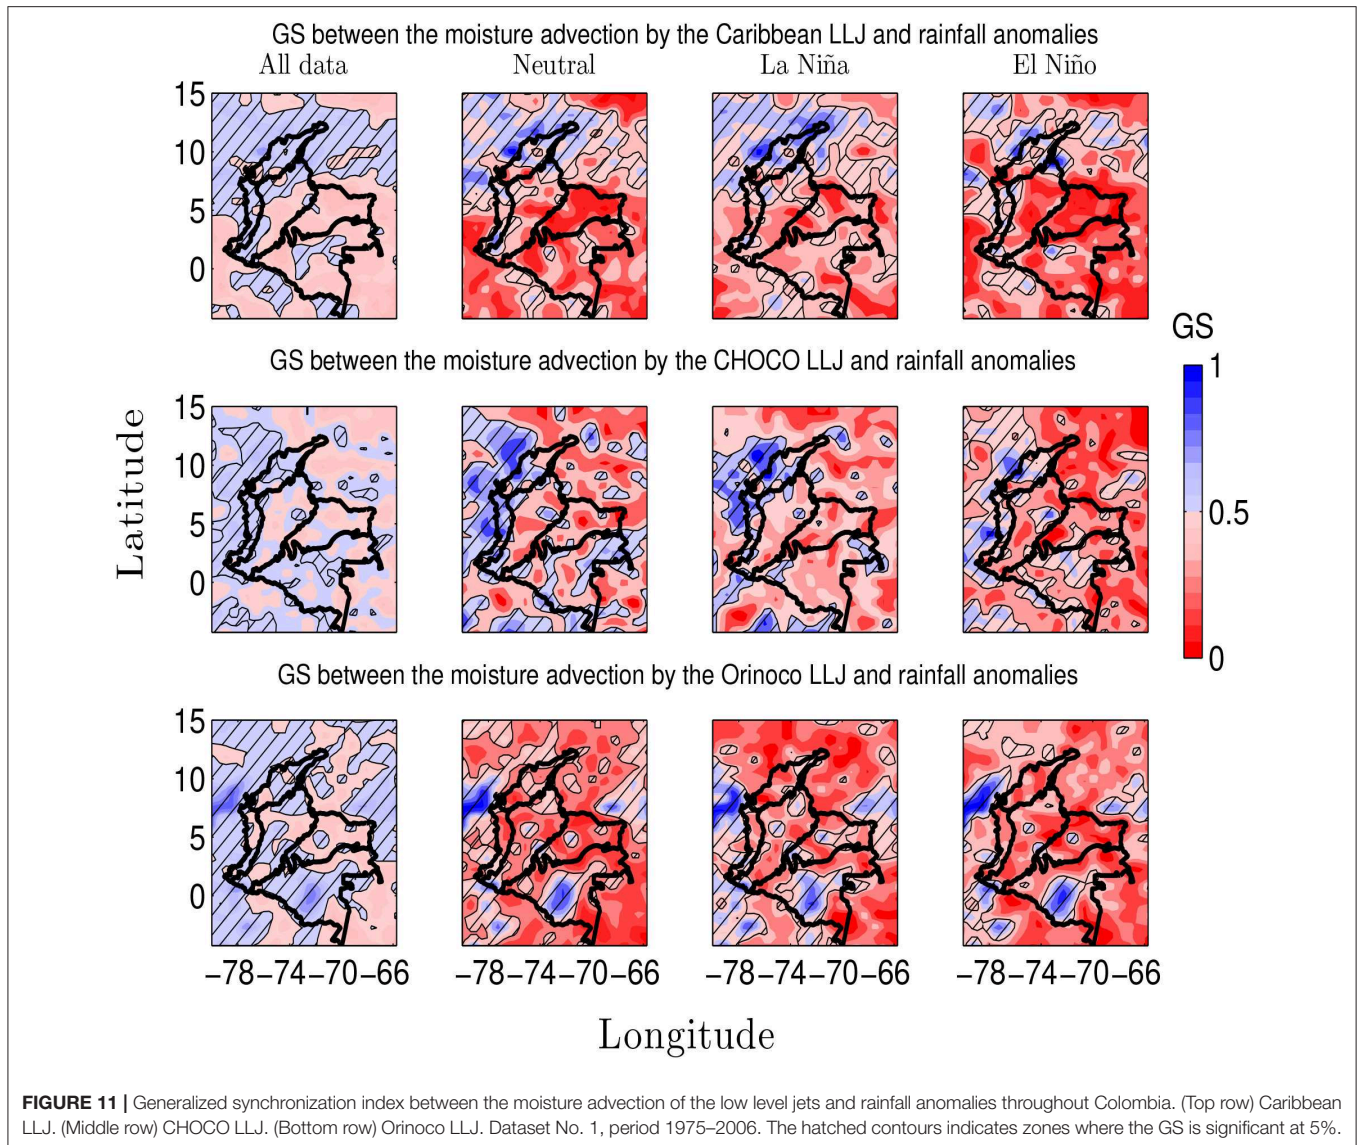 GS between the moisture advection by the Caribbean LLJ and rainfall anomalies
All data Neutral La Niña El Niño
15
10
5
0
GS between the moisture advection by the CHOCO LLJ and rainfall anomalies
15
10
5
0
GS between the moisture advection by the Orinoco LLJ and rainfall anomalies
15
10
5
0
−78−74−70−66 −78−74−70−66 −78−74−70−66 −78−74−70−66
Latitude
Longitude
GS
1
0.5
0
FIGURE 11 | Generalized synchronization index between the moisture advection of the low level jets and rainfall anomalies throughout Colombia. (Top row) Caribbean
LLJ. (Middle row) CHOCO LLJ. (Bottom row) Orinoco LLJ. Dataset No. 1, period 1975–2006. The hatched contours indicates zones where the GS is significant at 5%.